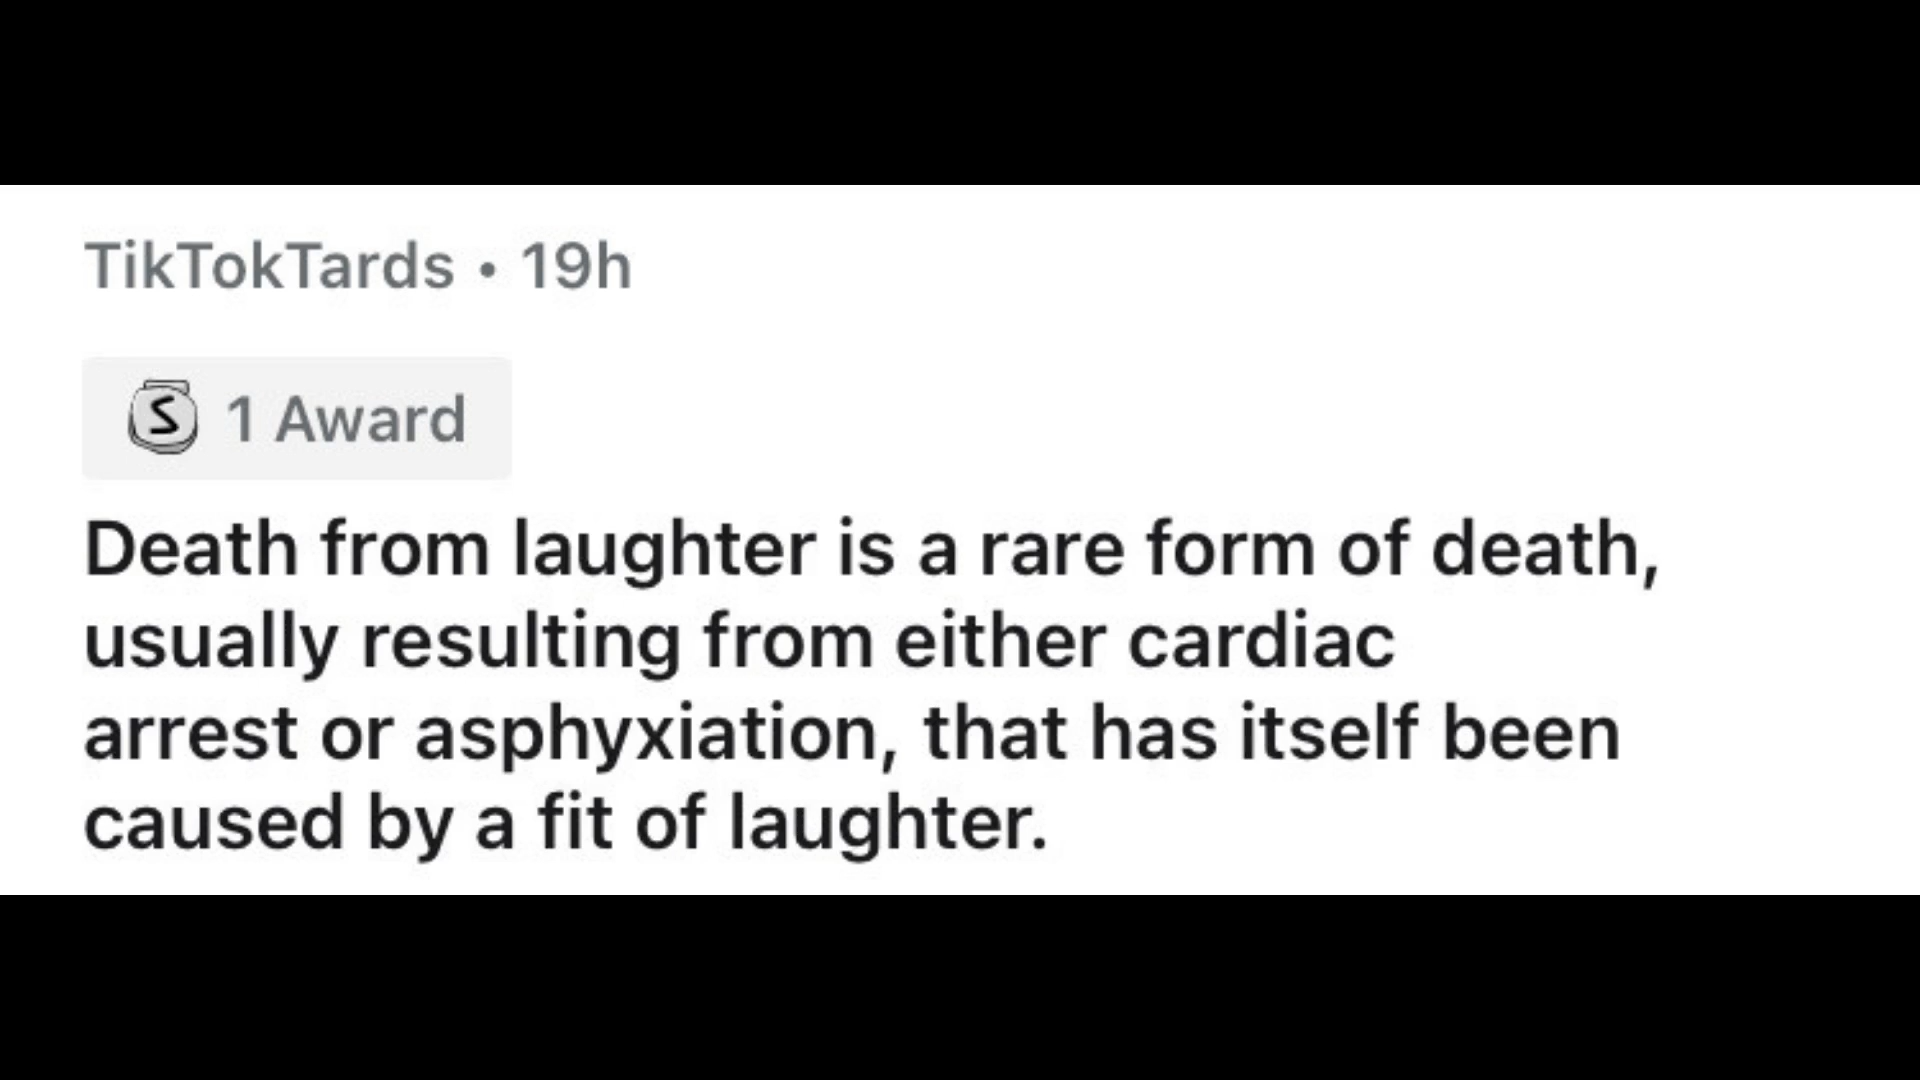 TikTokTards • 19h
S 1 Award
Death from laughter is a rare form of death,
usually resulting from either cardiac
arrest or asphyxiation, that has itself been
caused by a fit of laughter.